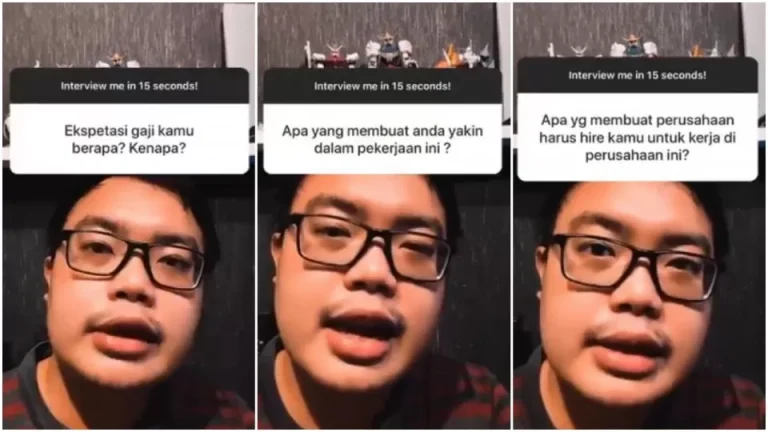 Interview me in 15 seconds!
Ekspetasi gaji kamu
berapa? Kenapa?
Interview me in 15 seconds!
Apa yang membuat anda yakin
dalam pekerjaan ini ?
Interview me in 15 seconds!
Apa yg membuat perusahaan
harus hire kamu untuk kerja di
perusahaan ini?